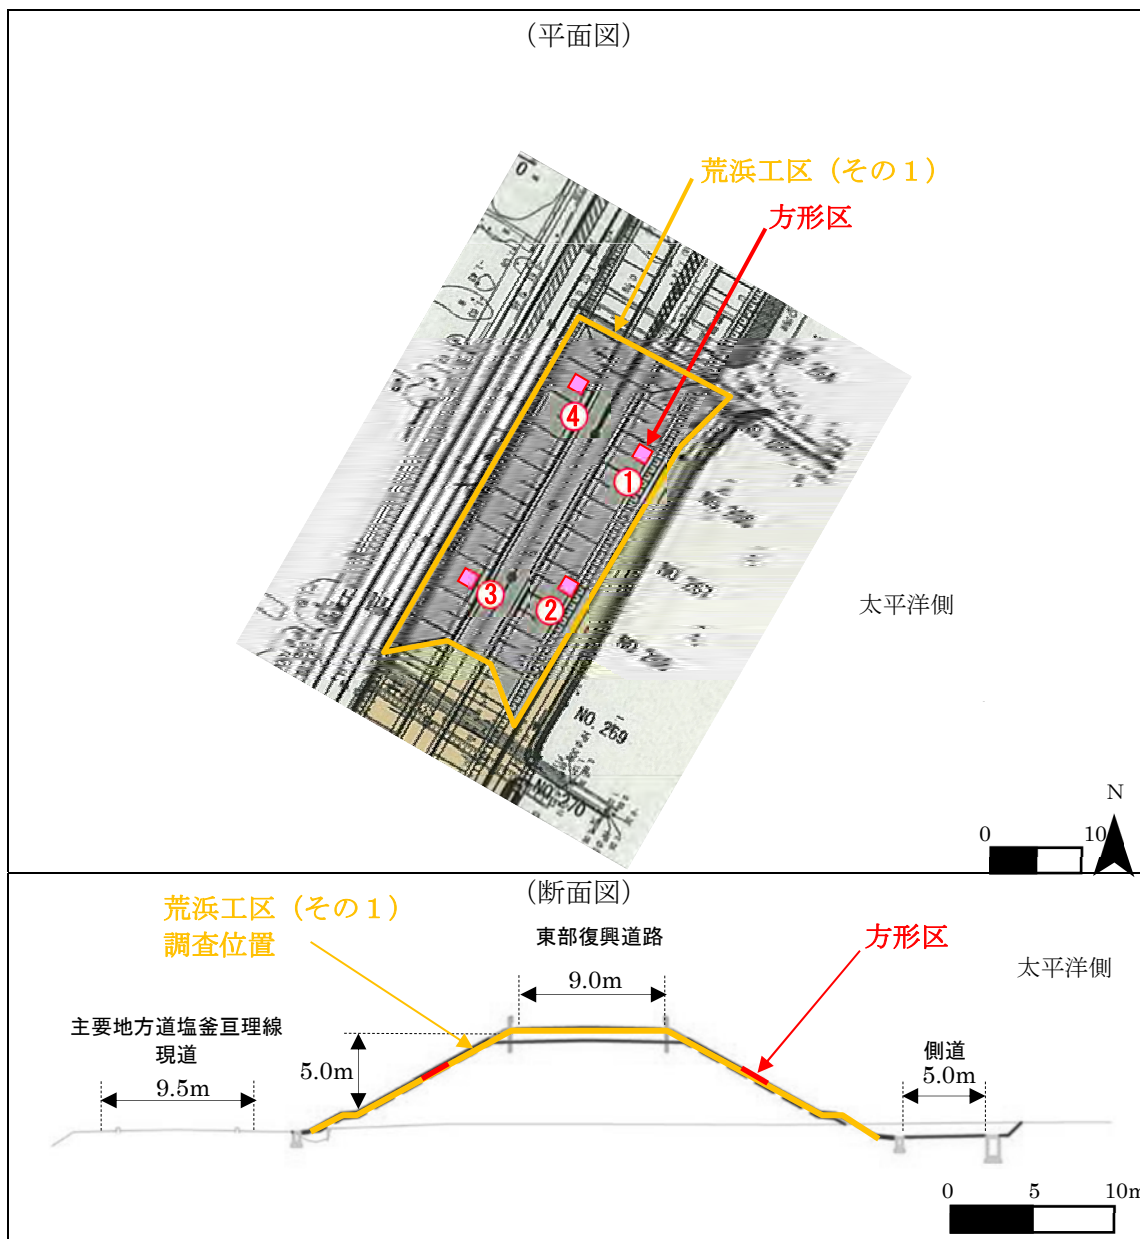 （平面図）
荒浜工区（その１）
方形区
④
①
③
②
NO. 269
NO. 270
太平洋側
N
0
10
（断面図）
荒浜工区（その１）
調査位置
東部復興道路
方形区
太平洋側
9.0m
主要地方道塩釜亘理線
現道
9.5m
5.0m
側道
5.0m
0
5
10m